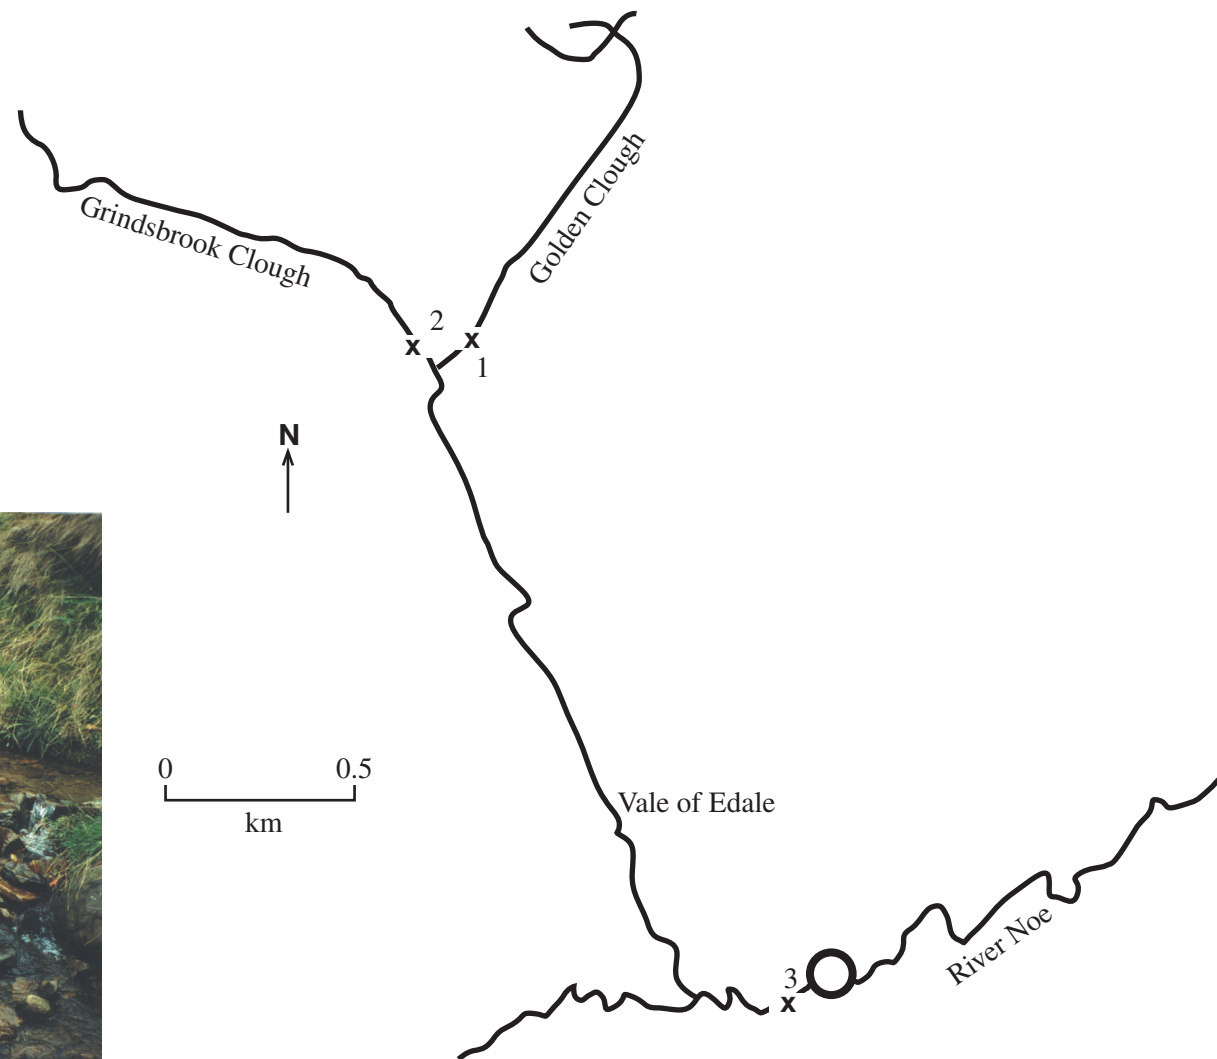 Grindsbrook Clough
Golden Clough
2
x
x
1
N
0
0.5
km
Vale of Edale
3
x
River Noe